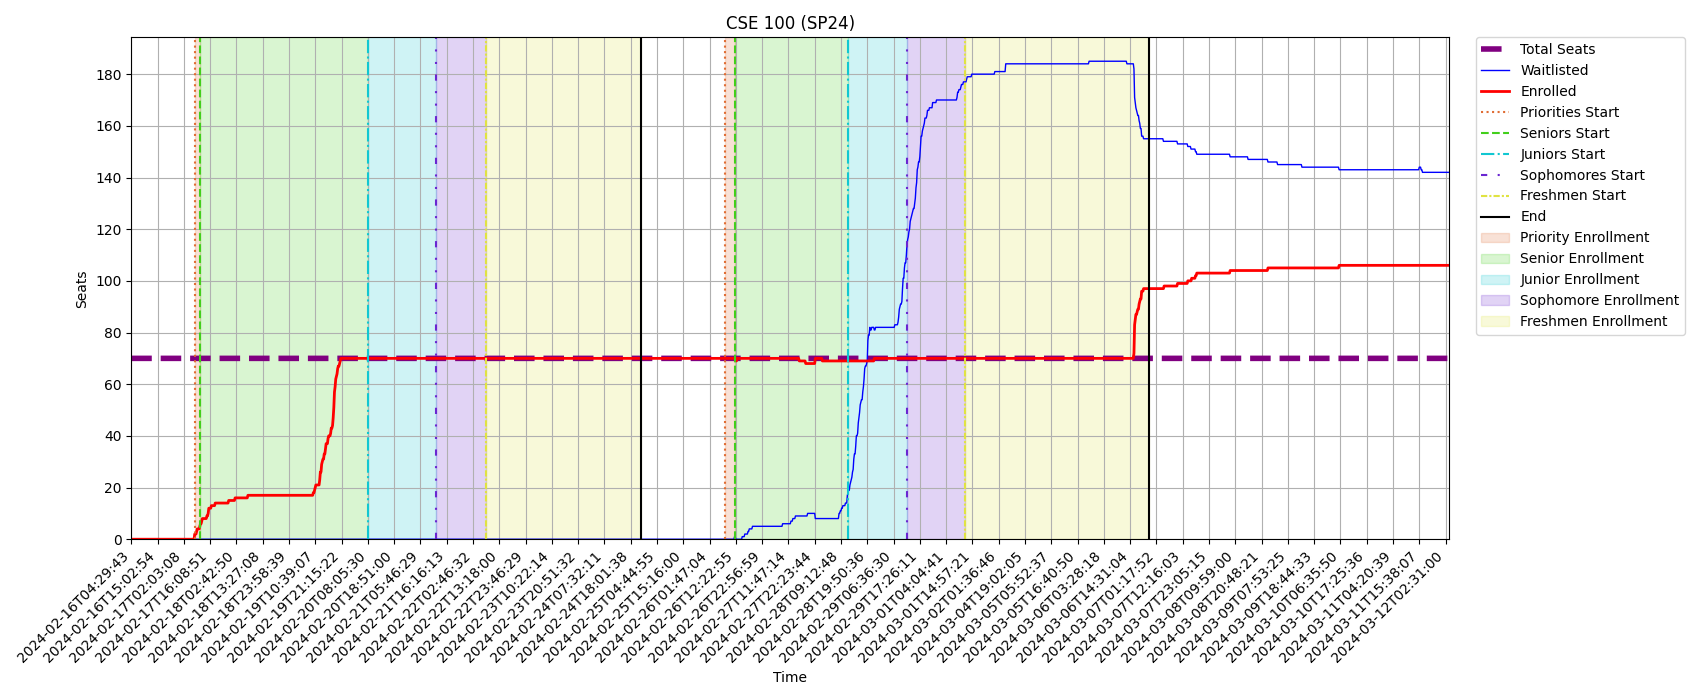 CSE 100 (SP24)
Seats
180
160
140
120
100
80
60
40
20
0
2024-02-16T04:29:43
2024-02-16T15:02:54
2024-02-17T02:03:08
2024-02-17T16:08:51
2024-02-18T02:42:50
2024-02-18T13:27:08
2024-02-18T23:58:39
2024-02-19T10:39:07
2024-02-19T21:15:22
2024-02-20T08:05:30
2024-02-20T18:51:00
2024-02-21T05:46:29
2024-02-21T16:16:13
2024-02-22T02:46:32
2024-02-22T13:18:00
2024-02-22T23:46:29
2024-02-23T10:22:14
2024-02-23T20:51:32
2024-02-24T07:32:11
2024-02-24T18:01:38
2024-02-25T04:44:55
2024-02-25T15:16:00
2024-02-26T01:47:04
2024-02-26T12:22:55
2024-02-26T22:56:59
2024-02-27T11:47:14
2024-02-27T22:23:44
2024-02-28T09:12:48
2024-02-28T19:50:36
2024-02-29T06:36:30
2024-02-29T17:26:11
2024-03-01T04:04:41
2024-03-01T14:57:21
2024-03-02T01:36:46
2024-03-04T19:02:05
2024-03-05T05:52:37
2024-03-05T16:40:50
2024-03-06T03:28:18
2024-03-06T14:31:04
2024-03-07T01:17:52
2024-03-07T12:16:03
2024-03-07T23:05:15
2024-03-08T09:59:00
2024-03-08T20:48:21
2024-03-09T07:53:25
2024-03-09T18:44:33
2024-03-10T06:35:50
2024-03-10T17:25:36
2024-03-11T04:20:39
2024-03-11T15:38:07
2024-03-12T02:31:00
Time
Total Seats
Waitlisted
Enrolled
Priorities Start
Seniors Start
Juniors Start
Sophomores Start
Freshmen Start
End
Priority Enrollment
Senior Enrollment
Junior Enrollment
Sophomore Enrollment
Freshmen Enrollment